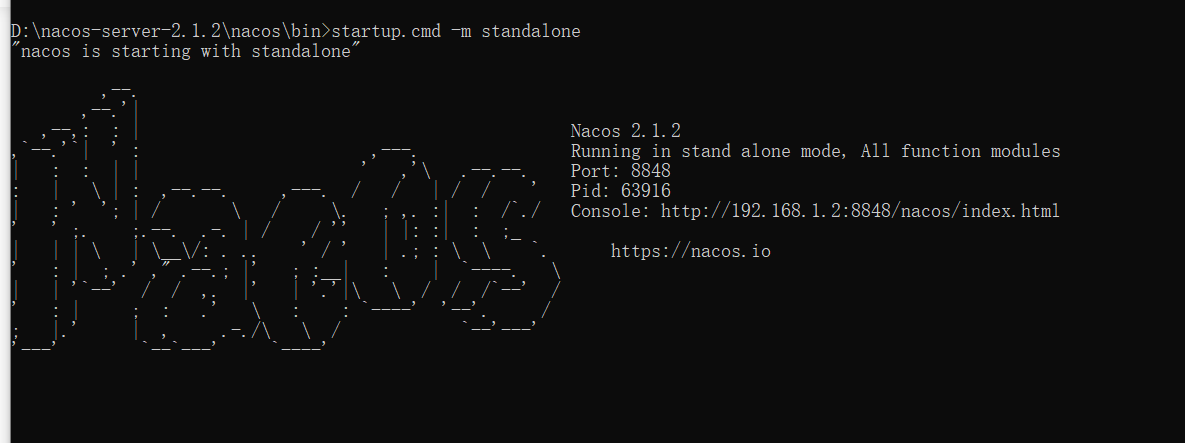 D:\nacos-server-2.1.2\nacos\bin>startup.cmd -m standalone
"nacos is starting with standalone"
Nacos 2.1.2
Running in stand alone mode, All function modules
Port: 8848
Pid: 63916
Console: http://192.168.1.2:8848/nacos/index.html
https://nacos.io